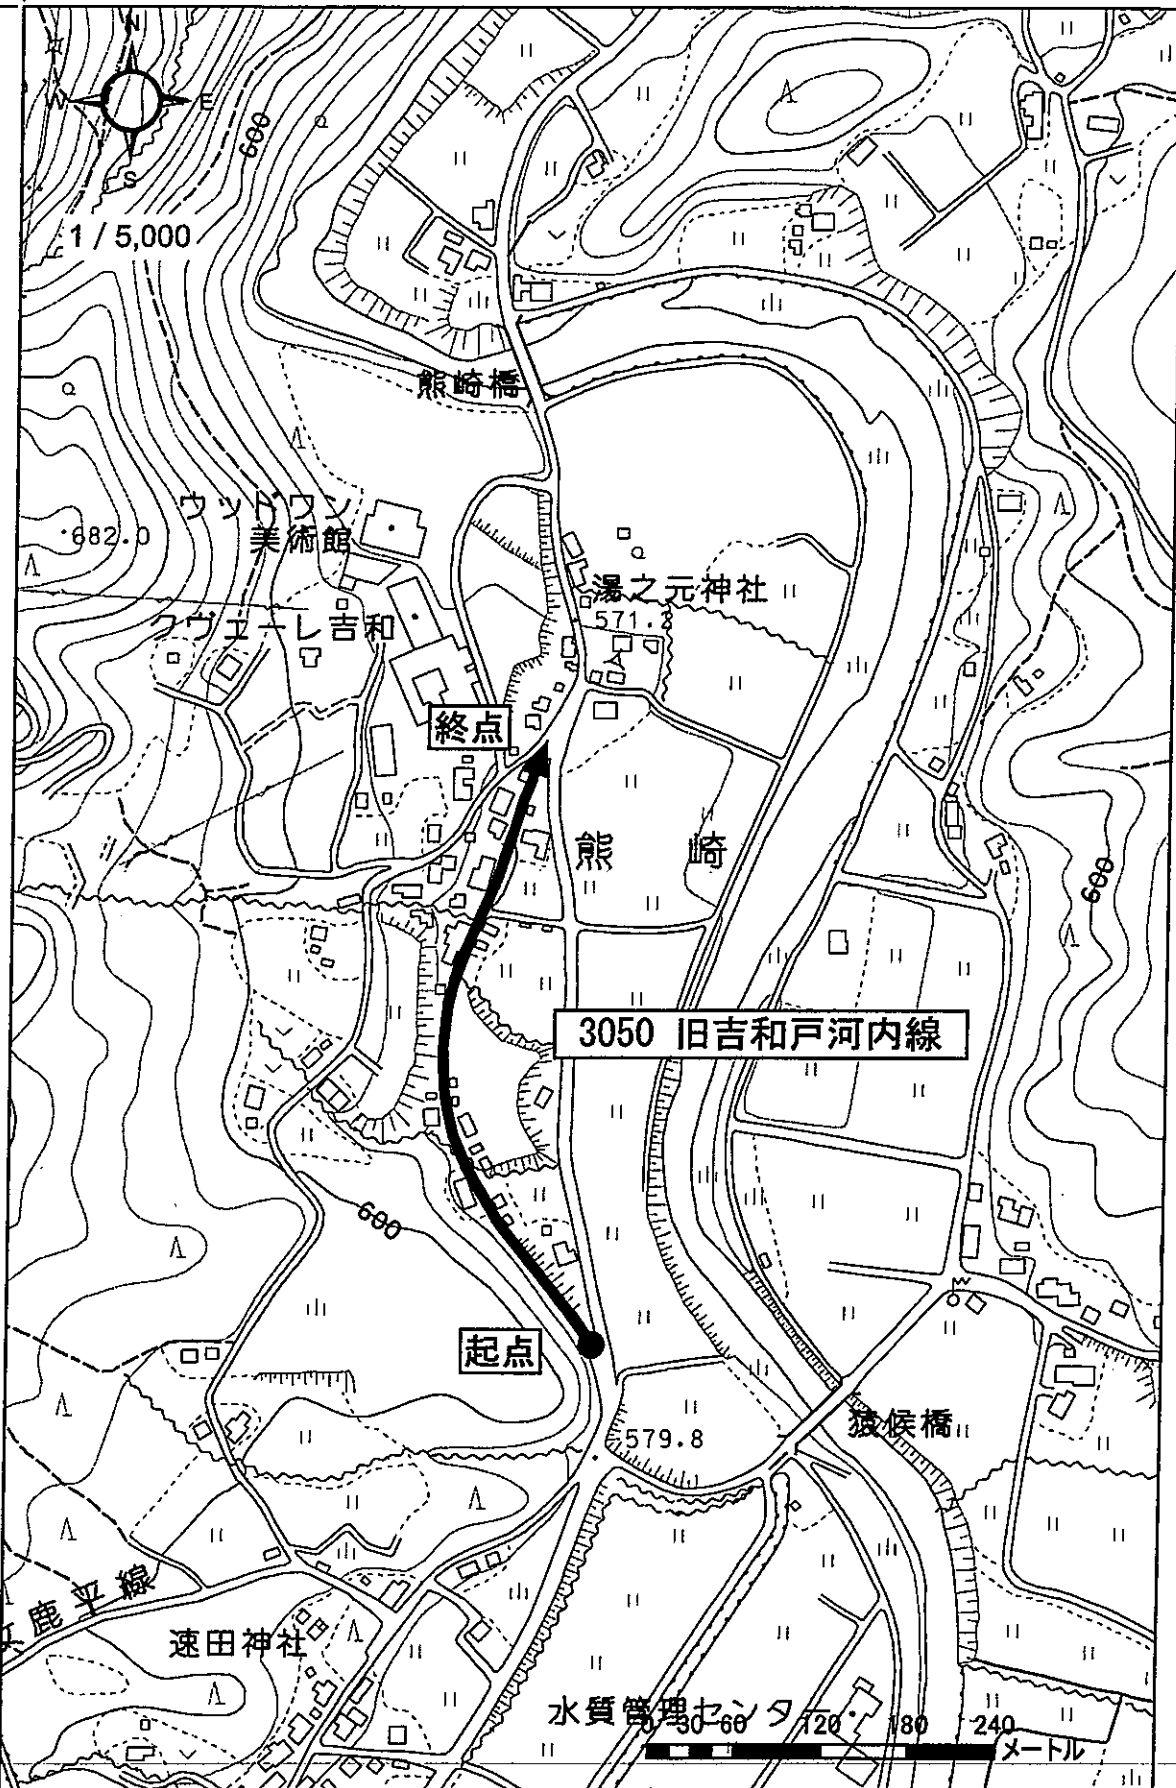 N
W
E
S
600
1 / 5,000
熊崎橋
ウッドワン
美術館
682.0
湯之元神社
571.2
クヴェーレ吉和
終点
熊 崎
600
3050 旧吉和戸河内線
600
起点
猿候橋
579.8
鹿平線
速田神社
水質管理センター
0 30 60 120 180 240
メートル